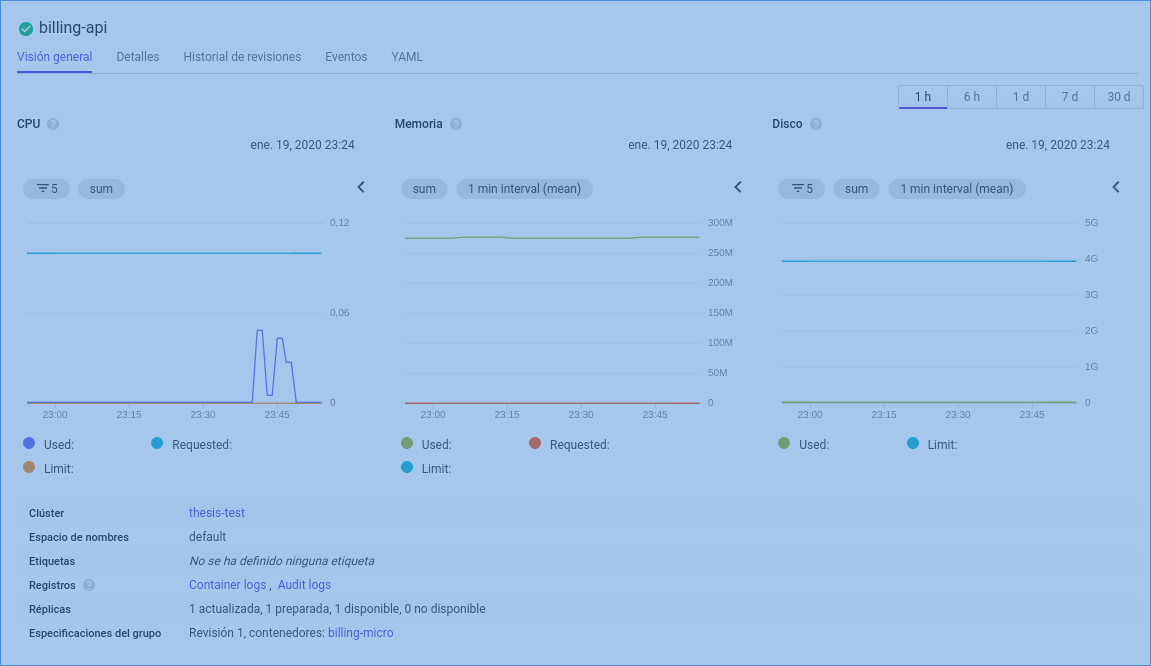 billing-api
Visión general Detalles Historial de revisiones Eventos YAML
1 h 6 h 1 d 7 d 30 d
CPU ? Memoria ? Disco ?
ene. 19, 2020 23:24 ene. 19, 2020 23:24 ene. 19, 2020 23:24
5 sum sum 1 min interval (mean) 5 sum 1 min interval (mean)
0,12
0,06
0
23:00 23:15 23:30 23:45
Used: Requested:
Limit:
300M
250M
200M
150M
100M
50M
0
23:00 23:15 23:30 23:45
Used: Requested:
Limit:
5G
4G
3G
2G
1G
0
23:00 23:15 23:30 23:45
Used: Limit:
Clúster thesis-test
Espacio de nombres default
Etiquetas No se ha definido ninguna etiqueta
Registros ? Container logs , Audit logs
Réplicas 1 actualizada, 1 preparada, 1 disponible, 0 no disponible
Especificaciones del grupo Revisión 1, contenedores: billing-micro